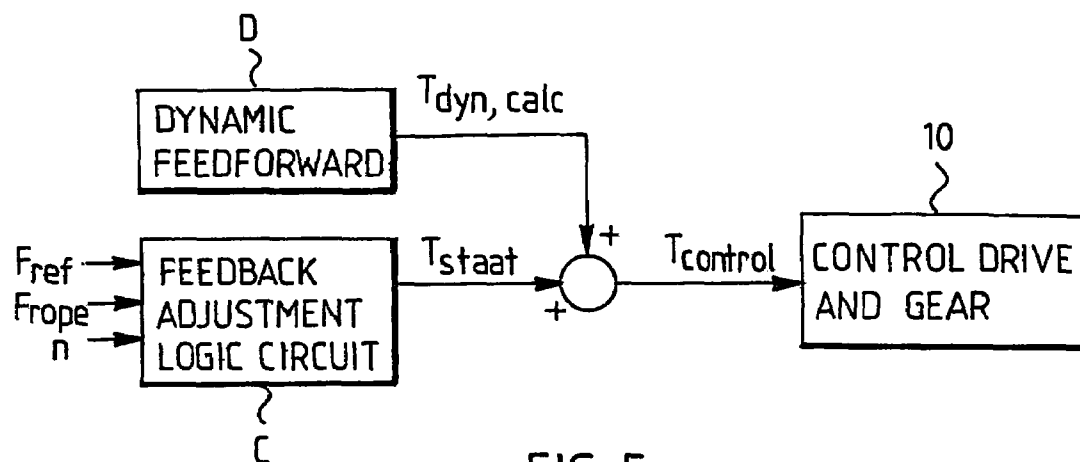 D
DYNAMIC
FEEDFORWARD
Tdyn, calc
10
+
Fref
Frope
n
FEEDBACK
ADJUSTMENT
LOGIC CIRCUIT
Tstaat
+
Tcontrol
CONTROL DRIVE
AND GEAR
C